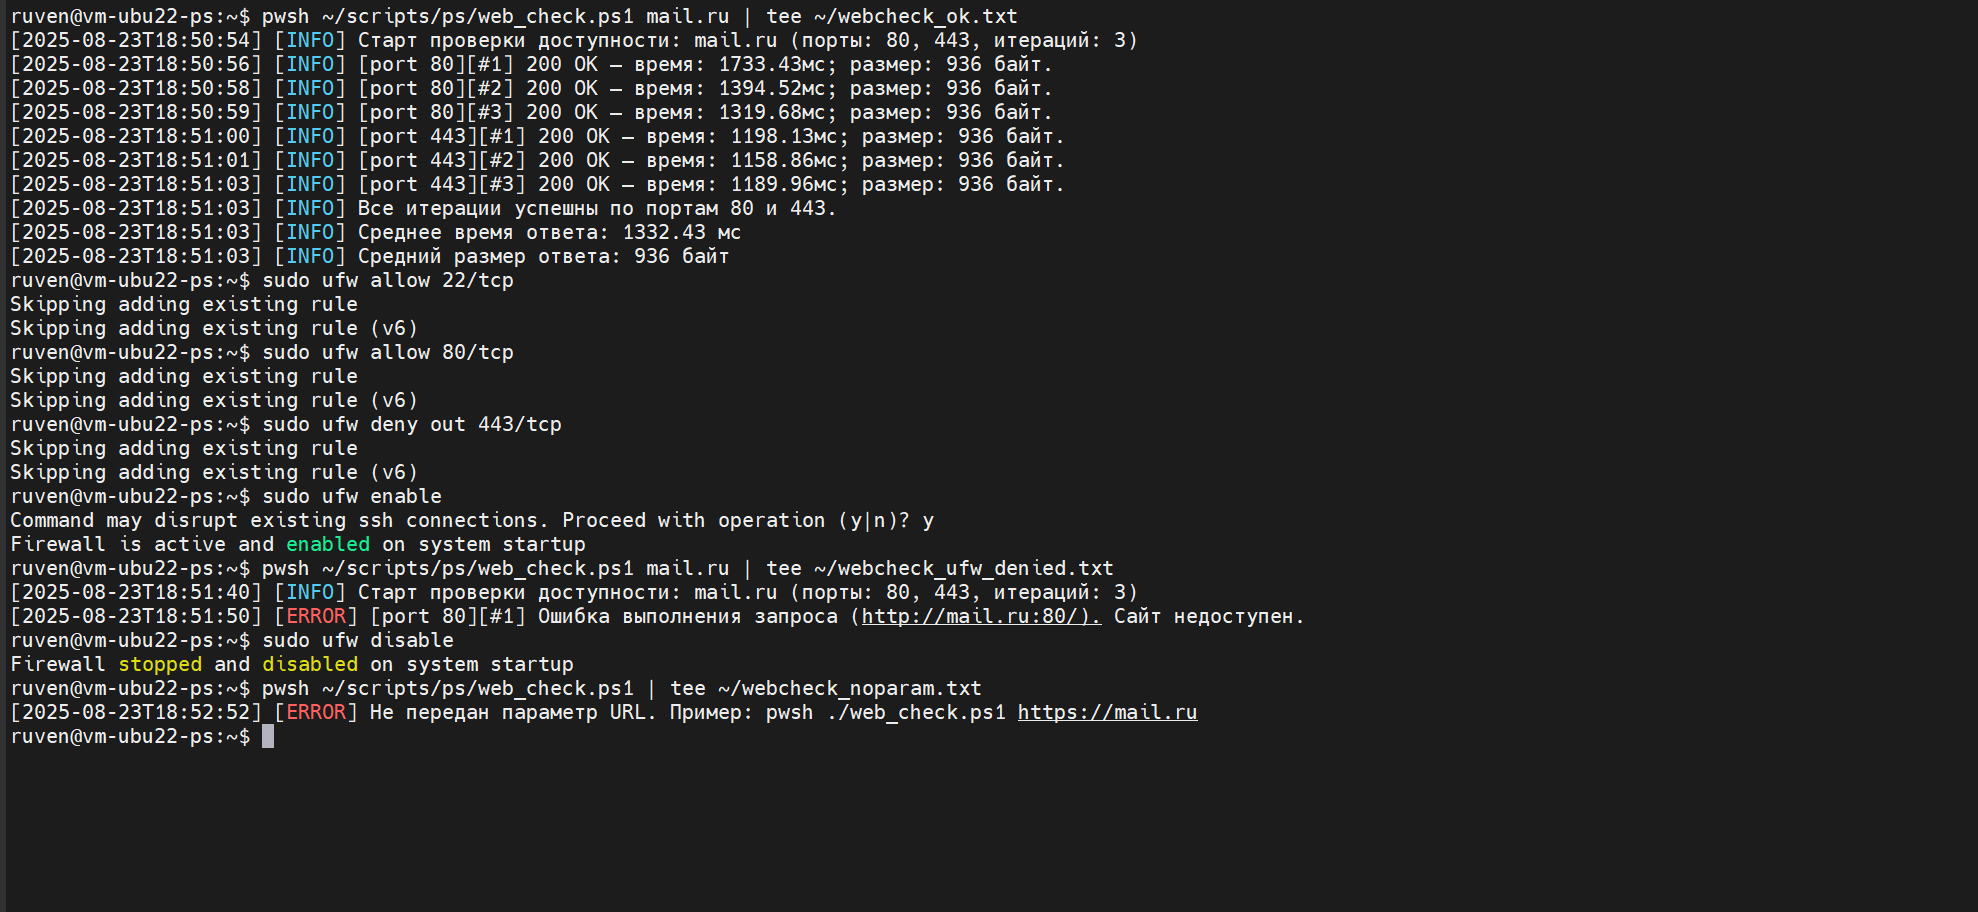 ruven@vm-ubu22-ps:~$ pwsh ~/scripts/ps/web_check.ps1 mail.ru | tee ~/webcheck_ok.txt
[2025-08-23T18:50:54] [INFO] Старт проверки доступности: mail.ru (порты: 80, 443, итераций: 3)
[2025-08-23T18:50:56] [INFO] [port 80][#1] 200 OK — время: 1733.43мс; размер: 936 байт.
[2025-08-23T18:50:58] [INFO] [port 80][#2] 200 OK — время: 1394.52мс; размер: 936 байт.
[2025-08-23T18:50:59] [INFO] [port 80][#3] 200 OK — время: 1319.68мс; размер: 936 байт.
[2025-08-23T18:51:00] [INFO] [port 443][#1] 200 OK — время: 1198.13мс; размер: 936 байт.
[2025-08-23T18:51:01] [INFO] [port 443][#2] 200 OK — время: 1158.86мс; размер: 936 байт.
[2025-08-23T18:51:03] [INFO] [port 443][#3] 200 OK — время: 1189.96мс; размер: 936 байт.
[2025-08-23T18:51:03] [INFO] Все итерации успешны по портам 80 и 443.
[2025-08-23T18:51:03] [INFO] Среднее время ответа: 1332.43 мс
[2025-08-23T18:51:03] [INFO] Средний размер ответа: 936 байт
ruven@vm-ubu22-ps:~$ sudo ufw allow 22/tcp
Skipping adding existing rule
Skipping adding existing rule (v6)
ruven@vm-ubu22-ps:~$ sudo ufw allow 80/tcp
Skipping adding existing rule
Skipping adding existing rule (v6)
ruven@vm-ubu22-ps:~$ sudo ufw deny out 443/tcp
Skipping adding existing rule
Skipping adding existing rule (v6)
ruven@vm-ubu22-ps:~$ sudo ufw enable
Command may disrupt existing ssh connections. Proceed with operation (y|n)? y
Firewall is active and enabled on system startup
ruven@vm-ubu22-ps:~$ pwsh ~/scripts/ps/web_check.ps1 mail.ru | tee ~/webcheck_ufw_denied.txt
[2025-08-23T18:51:40] [INFO] Старт проверки доступности: mail.ru (порты: 80, 443, итераций: 3)
[2025-08-23T18:51:50] [ERROR] [port 80][#1] Ошибка выполнения запроса (http://mail.ru:80/). Сайт недоступен.
ruven@vm-ubu22-ps:~$ sudo ufw disable
Firewall stopped and disabled on system startup
ruven@vm-ubu22-ps:~$ pwsh ~/scripts/ps/web_check.ps1 | tee ~/webcheck_noparam.txt
[2025-08-23T18:52:52] [ERROR] Не передан параметр URL. Пример: pwsh ./web_check.ps1 https://mail.ru
ruven@vm-ubu22-ps:~$